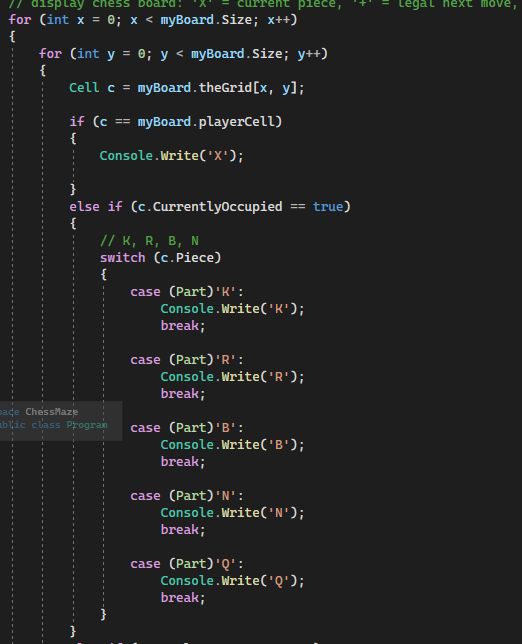 // display chess board: 'X' = current piece, '+' = legal next move,
for (int x = 0; x < myBoard.Size; x++)
{
for (int y = 0; y < myBoard.Size; y++)
{
Cell c = myBoard.theGrid[x, y];
if (c == myBoard.playerCell)
{
Console.Write('X');
}
else if (c.CurrentlyOccupied == true)
{
// K, R, B, N
switch (c.Piece)
{
case (Part)'K':
Console.Write('K');
break;
case (Part)'R':
Console.Write('R');
break;
ChessMaze
class Program
case (Part)'B':
Console.Write('B');
break;
case (Part)'N':
Console.Write('N');
break;
case (Part)'Q':
Console.Write('Q');
break;
}
}